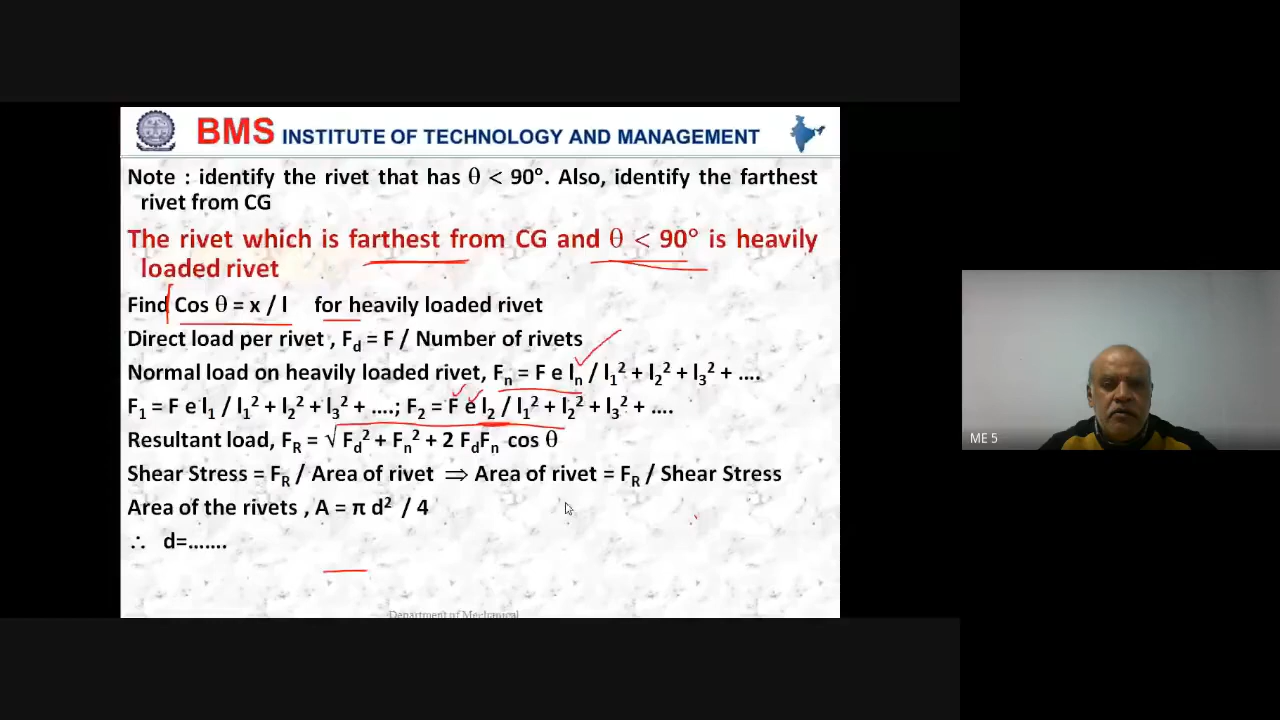 BMS INSTITUTE OF TECHNOLOGY AND MANAGEMENT
Note : identify the rivet that has θ < 90°. Also, identify the farthest
rivet from CG
The rivet which is farthest from CG and θ < 90° is heavily
loaded rivet
Find Cos θ = x / l for heavily loaded rivet
Direct load per rivet , Fd = F / Number of rivets
Normal load on heavily loaded rivet, Fn = F e ln / l1² + l2² + l3² + ....
F1 = F e l1 / l1² + l2² + l3² + ....; F2 = F e l2 / l1² + l2² + l3² + ....
Resultant load, FR = √ Fd² + Fn² + 2 FdFn cos θ
Shear Stress = FR / Area of rivet ⟹ Area of rivet = FR / Shear Stress
Area of the rivets , A = π d² / 4
∴ d=.......
Department of Mechanical
ME 5